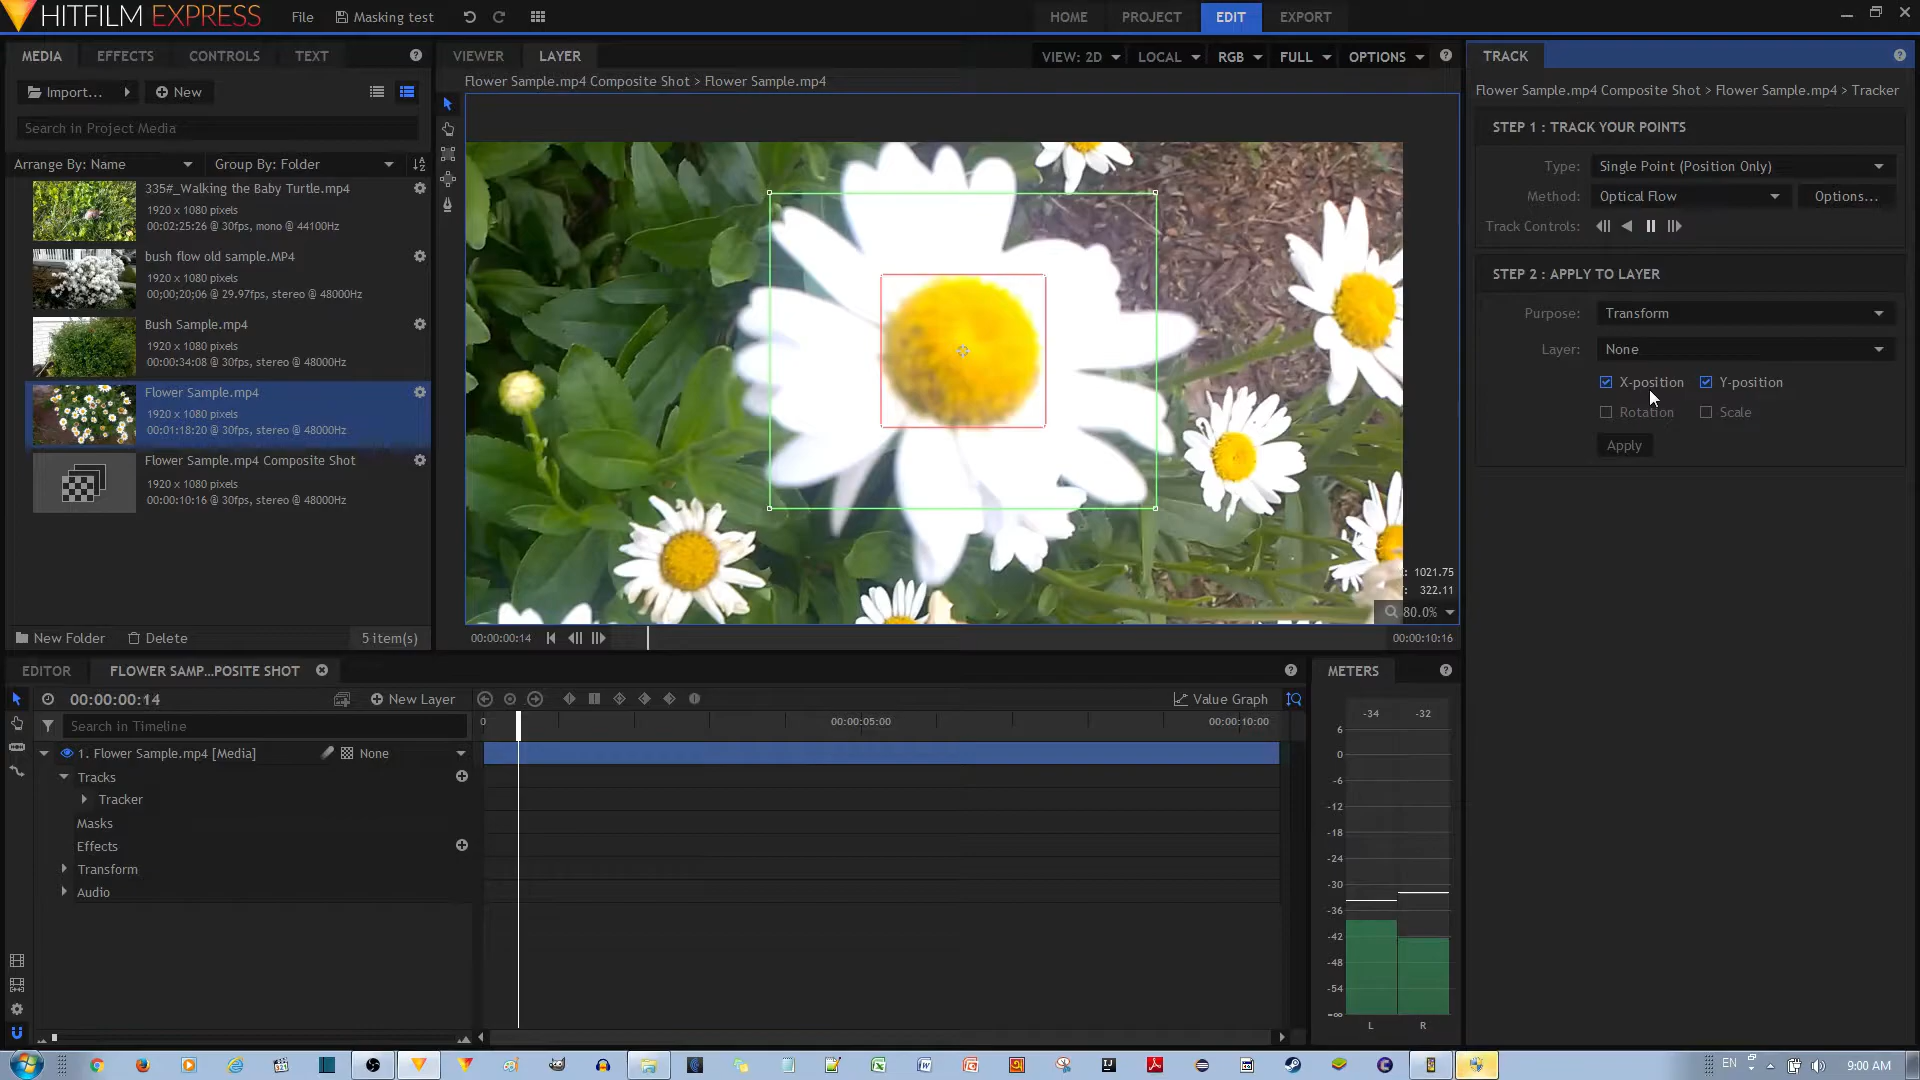 HITFILM EXPRESS
File
Masking test
HOME
PROJECT
EDIT
EXPORT
MEDIA
EFFECTS
CONTROLS
TEXT
Import...
New
Search in Project Media
Arrange By: Name
Group By: Folder
335#_Walking the Baby Turtle.mp4
1920 x 1080 pixels
00:02:25:26 @ 30fps, mono @ 44100Hz
bush flow old sample.MP4
1920 x 1080 pixels
00;00;20;06 @ 29.97fps, stereo @ 48000Hz
Bush Sample.mp4
1920 x 1080 pixels
00:00:34:08 @ 30fps, stereo @ 48000Hz
Flower Sample.mp4
1920 x 1080 pixels
00:01:18:20 @ 30fps, stereo @ 48000Hz
Flower Sample.mp4 Composite Shot
1920 x 1080 pixels
00:00:10:16 @ 30fps, stereo @ 48000Hz
New Folder
Delete
5 item(s)
VIEWER
LAYER
VIEW: 2D
LOCAL
RGB
FULL
OPTIONS
Flower Sample.mp4 Composite Shot > Flower Sample.mp4
: 1021.75
: 322.11
80.0%
00:00:00:14
00:00:10:16
TRACK
Flower Sample.mp4 Composite Shot > Flower Sample.mp4 > Tracker
STEP 1 : TRACK YOUR POINTS
Type: Single Point (Position Only)
Method: Optical Flow
Options...
Track Controls:
STEP 2 : APPLY TO LAYER
Purpose: Transform
Layer: None
X-position
Y-position
Rotation
Scale
Apply
EDITOR
FLOWER SAMP...POSITE SHOT
00:00:00:14
New Layer
Value Graph
Search in Timeline
0
00:00:05:00
00:00:10:00
1. Flower Sample.mp4 [Media]
None
Tracks
Tracker
Masks
Effects
Transform
Audio
METERS
-34
-32
6
0
-6
-12
-18
-24
-30
-36
-42
-48
-54
-∞
L
R
EN
9:00 AM